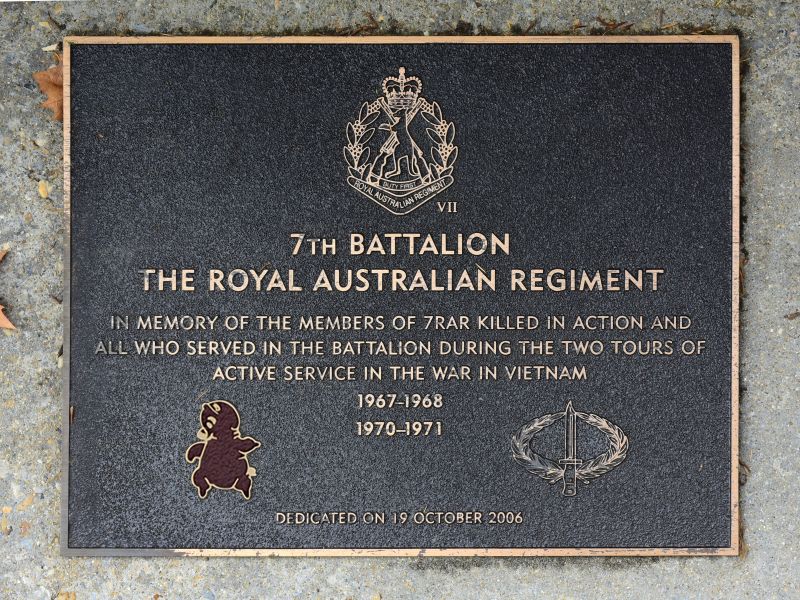 DUTY FIRST
ROYAL AUSTRALIAN REGIMENT
VII
7TH BATTALION
THE ROYAL AUSTRALIAN REGIMENT
IN MEMORY OF THE MEMBERS OF 7RAR KILLED IN ACTION AND
ALL WHO SERVED IN THE BATTALION DURING THE TWO TOURS OF
ACTIVE SERVICE IN THE WAR IN VIETNAM
1967–1968
1970–1971
DEDICATED ON 19 OCTOBER 2006